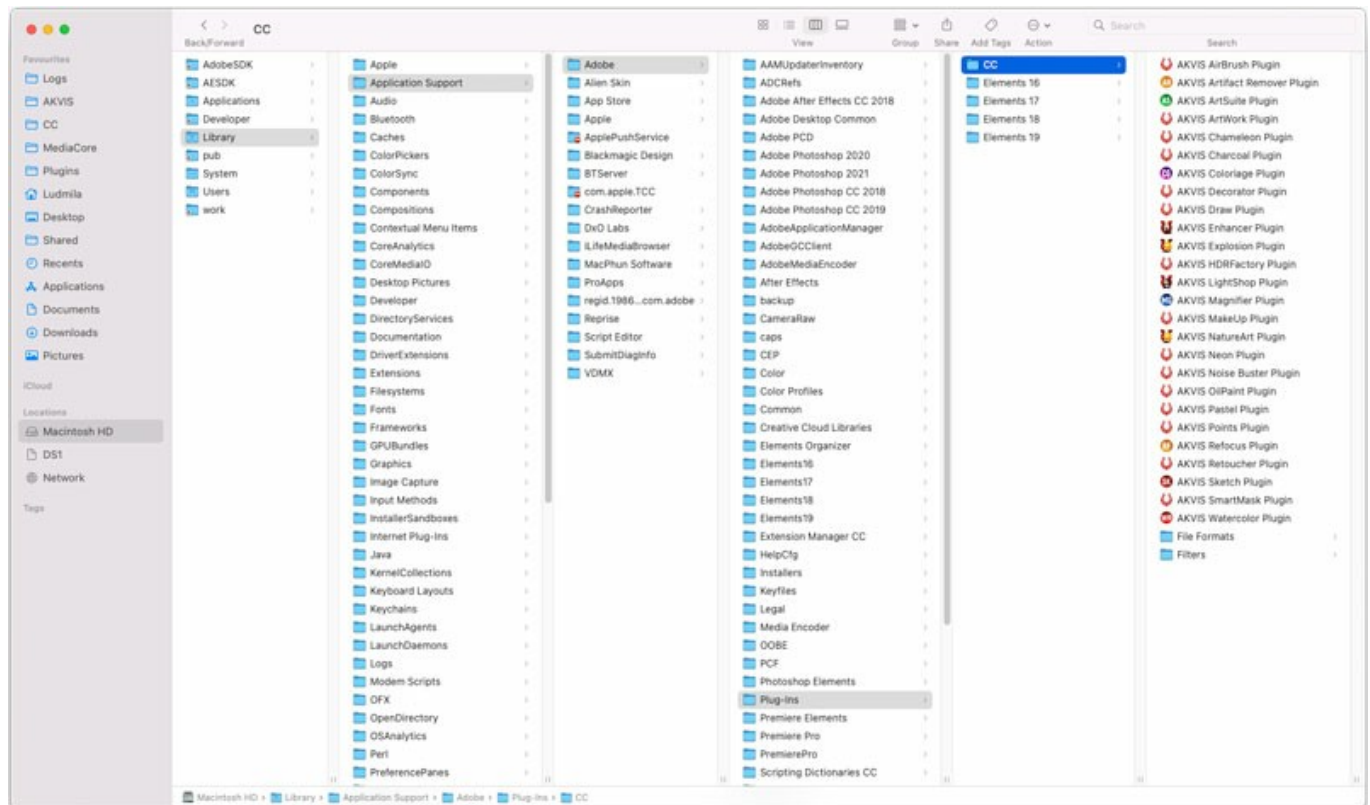 CC
Back/Forward
View
Group
Share
Add Tags
Action
Search
Search
Favourites
Logs
AKVIS
CC
MediaCore
Plugins
Ludmila
Desktop
Shared
Recents
Applications
Documents
Downloads
Pictures
iCloud
Locations
Macintosh HD
DS1
Network
Tags
AdobeSDK
AESDK
Applications
Developer
Library
pub
System
Users
work
Apple
Application Support
Audio
Bluetooth
Caches
ColorPickers
ColorSync
Components
Compositions
Contextual Menu Items
CoreAnalytics
CoreMediaIO
Desktop Pictures
Developer
DirectoryServices
Documentation
DriverExtensions
Extensions
Filesystems
Fonts
Frameworks
GPUBundles
Graphics
Image Capture
Input Methods
InstallerSandboxes
Internet Plug-Ins
Java
KernelCollections
Keyboard Layouts
Keychains
LaunchAgents
LaunchDaemons
Logs
Modem Scripts
OFX
OpenDirectory
OSAnalytics
Perl
PreferencePanes
Adobe
Alien Skin
App Store
Apple
ApplePushService
Blackmagic Design
BTServer
com.apple.TCC
CrashReporter
DxO Labs
iLifeMediaBrowser
MacPhun Software
ProApps
regid.1986...com.adobe
Reprise
Script Editor
SubmitDiagInfo
VDMX
AAMUpdaterInventory
ADCRefs
Adobe After Effects CC 2018
Adobe Desktop Common
Adobe PCD
Adobe Photoshop 2020
Adobe Photoshop 2021
Adobe Photoshop CC 2018
Adobe Photoshop CC 2019
AdobeApplicationManager
AdobeGCClient
AdobeMediaEncoder
After Effects
backup
CameraRaw
caps
CEP
Color
Color Profiles
Common
Creative Cloud Libraries
Elements Organizer
Elements16
Elements17
Elements18
Elements19
Extension Manager CC
HelpCfg
Installers
Keyfiles
Legal
Media Encoder
OOBE
PCF
Photoshop Elements
Plug-Ins
Premiere Elements
Premiere Pro
PremierePro
Scripting Dictionaries CC
CC
Elements 16
Elements 17
Elements 18
Elements 19
AKVIS AirBrush Plugin
AKVIS Artifact Remover Plugin
AKVIS ArtSuite Plugin
AKVIS ArtWork Plugin
AKVIS Chameleon Plugin
AKVIS Charcoal Plugin
AKVIS Coloriage Plugin
AKVIS Decorator Plugin
AKVIS Draw Plugin
AKVIS Enhancer Plugin
AKVIS Explosion Plugin
AKVIS HDRFactory Plugin
AKVIS LightShop Plugin
AKVIS Magnifier Plugin
AKVIS MakeUp Plugin
AKVIS NatureArt Plugin
AKVIS Neon Plugin
AKVIS Noise Buster Plugin
AKVIS OilPaint Plugin
AKVIS Pastel Plugin
AKVIS Points Plugin
AKVIS Refocus Plugin
AKVIS Retoucher Plugin
AKVIS Sketch Plugin
AKVIS SmartMask Plugin
AKVIS Watercolor Plugin
File Formats
Filters
Macintosh HD › Library › Application Support › Adobe › Plug-Ins › CC